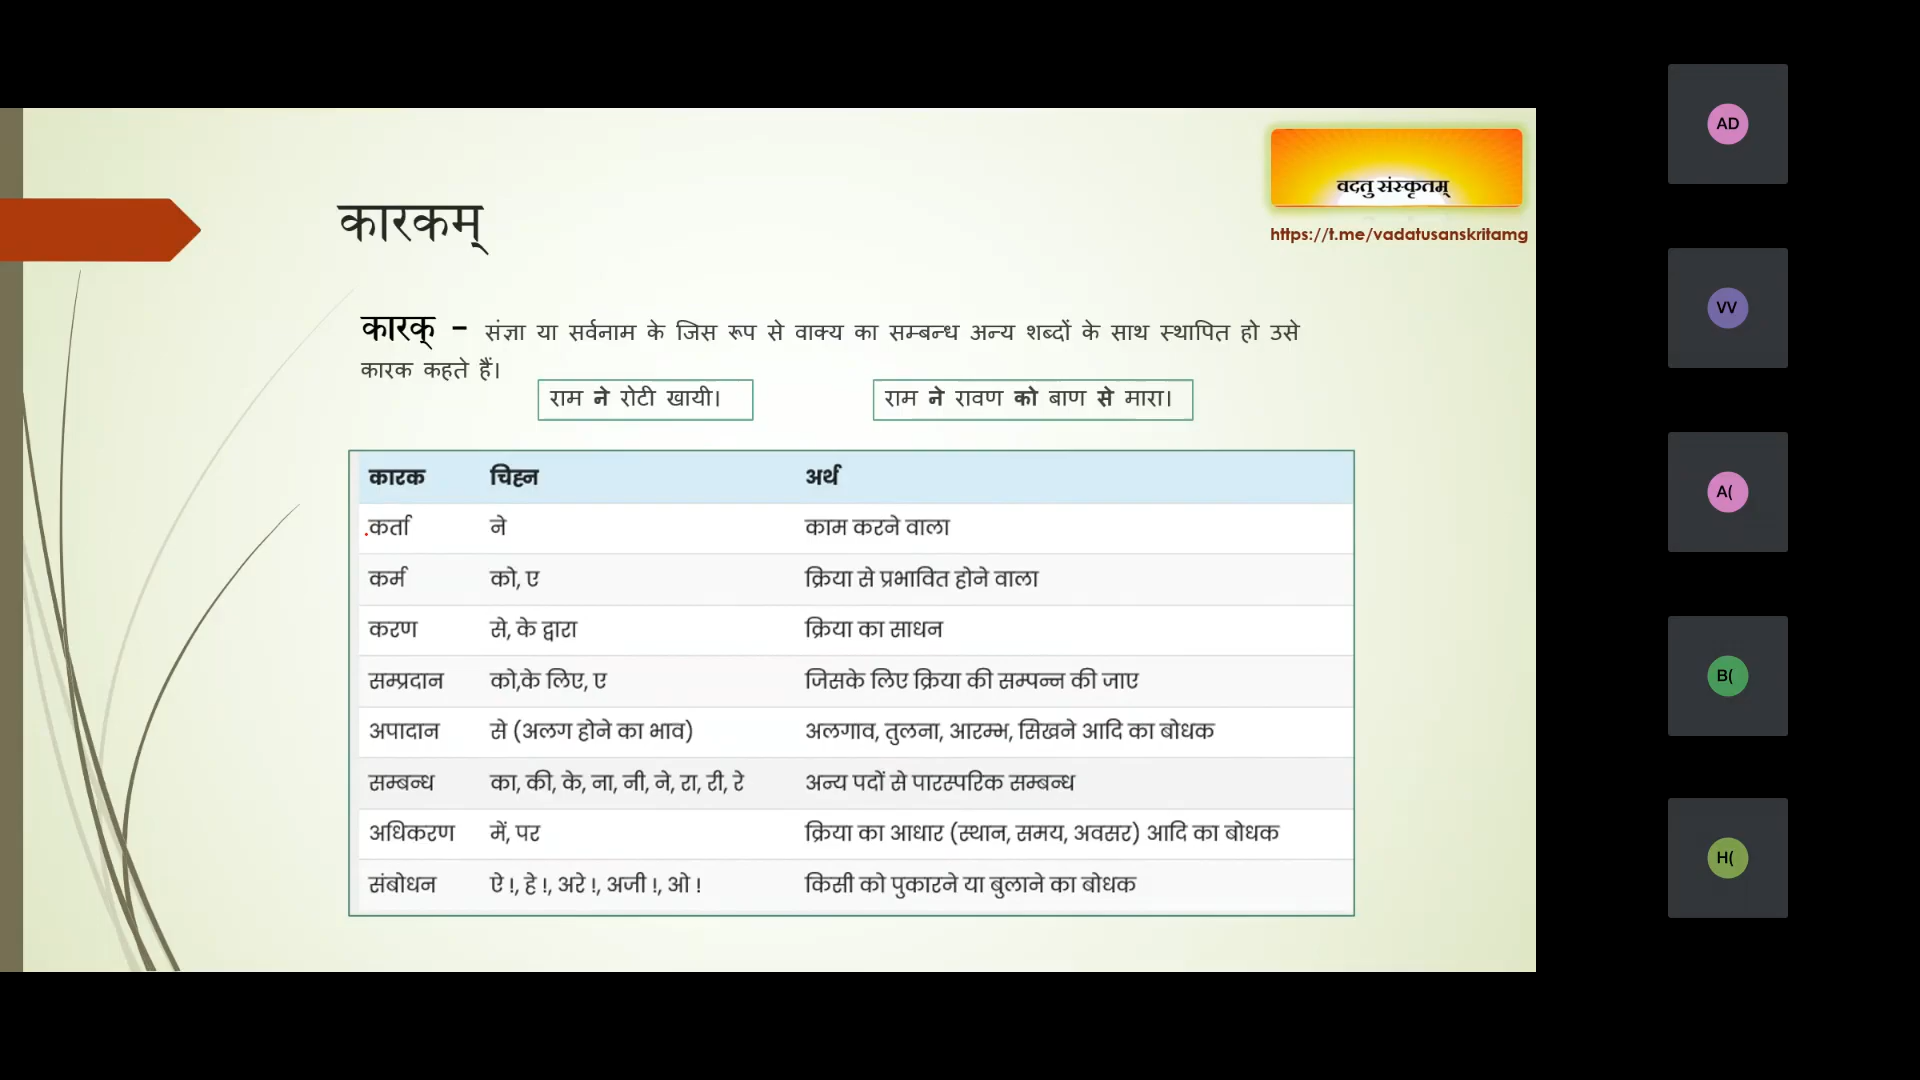 वदतु संस्कृतम्
https://t.me/vadatusanskritamg
कारकम्
कारक् – संज्ञा या सर्वनाम के जिस रूप से वाक्य का सम्बन्ध अन्य शब्दों के साथ स्थापित हो उसे
कारक कहते हैं।
राम ने रोटी खायी। राम ने रावण को बाण से मारा।
कारक चिह्न अर्थ
कर्ता ने काम करने वाला
कर्म को, ए क्रिया से प्रभावित होने वाला
करण से, के द्वारा क्रिया का साधन
सम्प्रदान को,के लिए, ए जिसके लिए क्रिया की सम्पन्न की जाए
अपादान से (अलग होने का भाव) अलगाव, तुलना, आरम्भ, सिखने आदि का बोधक
सम्बन्ध का, की, के, ना, नी, ने, रा, री, रे अन्य पदों से पारस्परिक सम्बन्ध
अधिकरण में, पर क्रिया का आधार (स्थान, समय, अवसर) आदि का बोधक
संबोधन ऐ !, हे !, अरे !, अजी !, ओ ! किसी को पुकारने या बुलाने का बोधक
AD
VV
A(
B(
H(